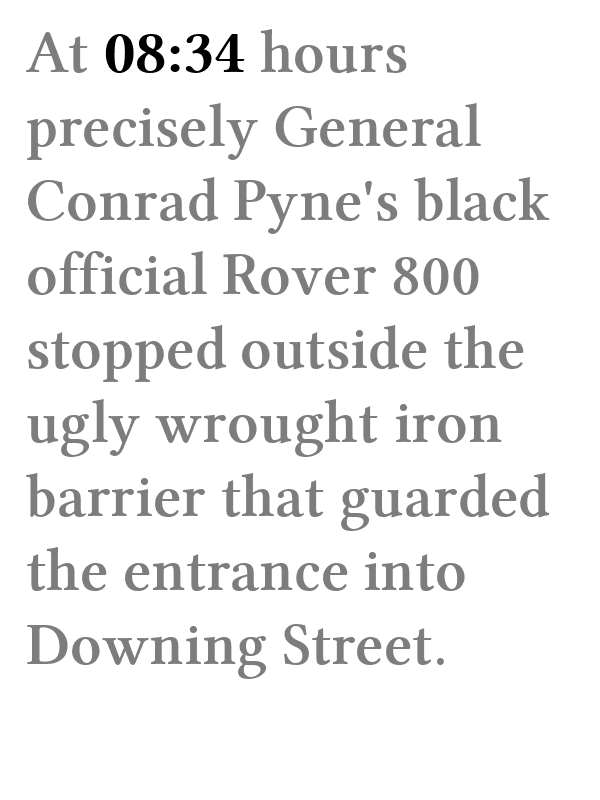 At 08:34 hours
precisely General
Conrad Pyne's black
official Rover 800
stopped outside the
ugly wrought iron
barrier that guarded
the entrance into
Downing Street.